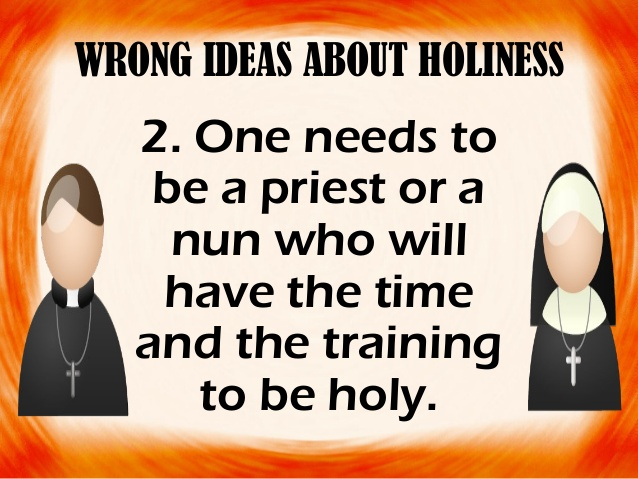 WRONG IDEAS ABOUT HOLINESS
2. One needs to
be a priest or a
nun who will
have the time
and the training
to be holy.